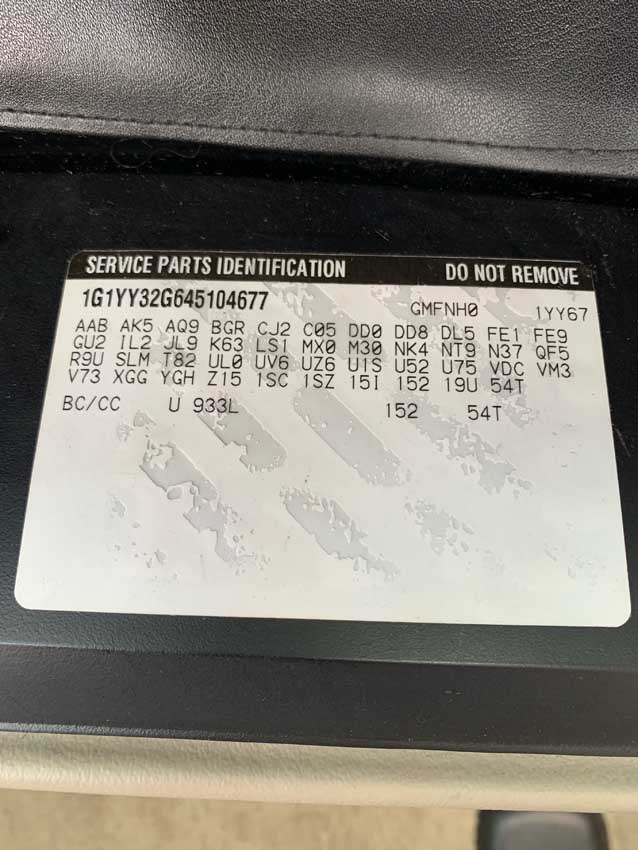 SERVICE PARTS IDENTIFICATION DO NOT REMOVE
1G1YY32G645104677 GMFNH0 1YY67
AAB AK5 AQ9 BGR CJ2 C05 DD0 DD8 DL5 FE1 FE9
GU2 IL2 JL9 K63 LS1 MX0 M30 NK4 NT9 N37 QF5
R9U SLM T82 UL0 UV6 UZ6 U1S U52 U75 VDC VM3
V73 XGG YGH Z15 1SC 1SZ 15I 152 19U 54T
BC/CC U 933L 152 54T